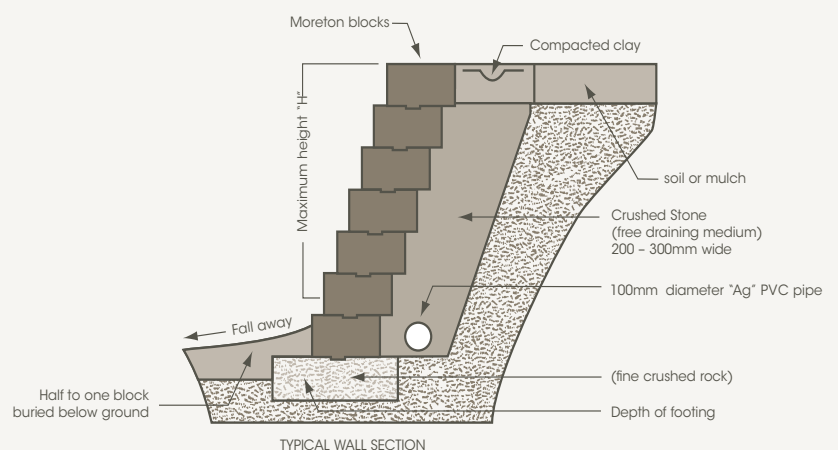 Moreton blocks
Compacted clay
Maximum height “H”
soil or mulch
Crushed Stone
(free draining medium)
200 – 300mm wide
100mm diameter “Ag” PVC pipe
Fall away
(fine crushed rock)
Half to one block
buried below ground
Depth of footing
TYPICAL WALL SECTION